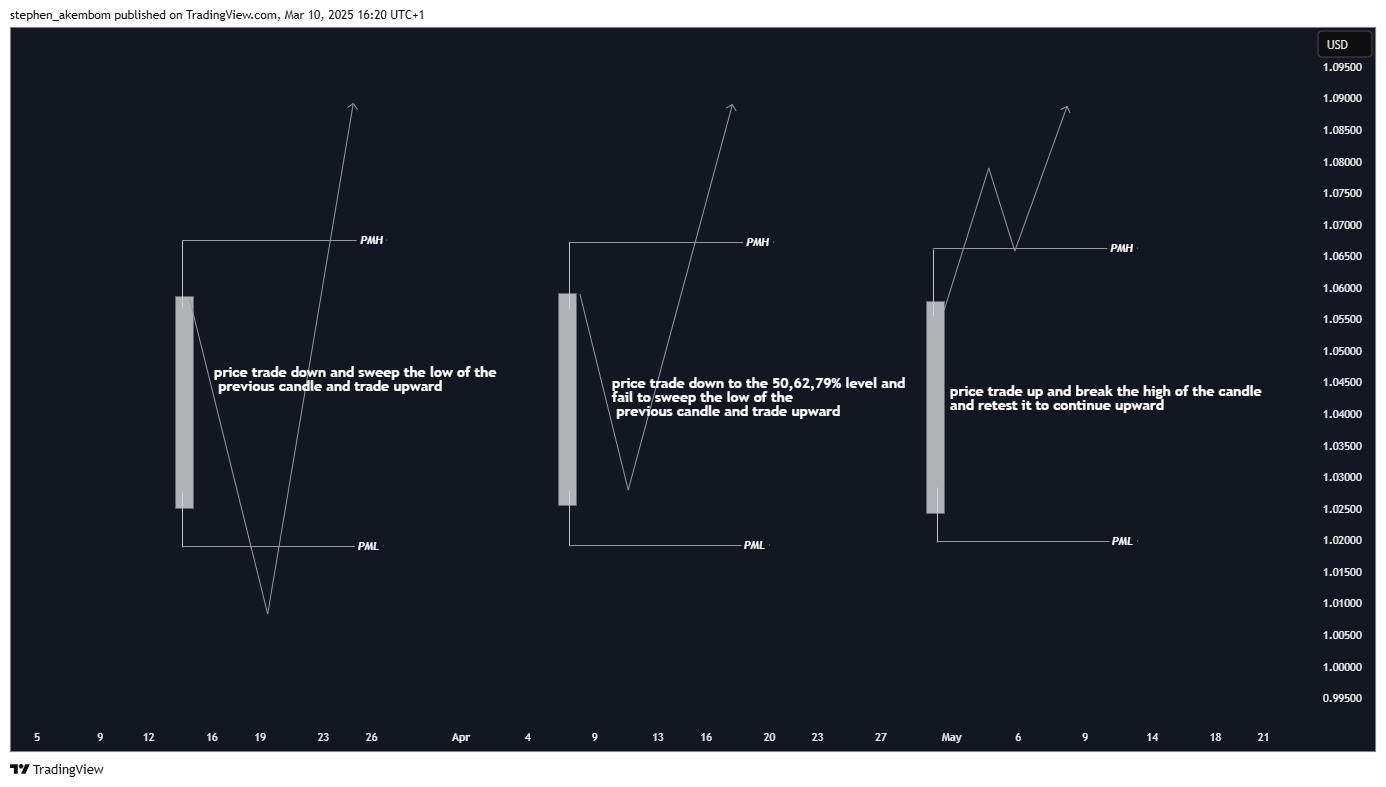 stephen_akembom published on TradingView.com, Mar 10, 2025 16:20 UTC+1
USD
1.09500
1.09000
1.08500
1.08000
1.07500
1.07000
1.06500
1.06000
1.05500
1.05000
1.04500
1.04000
1.03500
1.03000
1.02500
1.02000
1.01500
1.01000
1.00500
1.00000
0.99500
PMH
price trade down and sweep the low of the
previous candle and trade upward
PML
PMH
price trade down to the 50,62,79% level and
fail to sweep the low of the
previous candle and trade upward
PML
PMH
price trade up and break the high of the candle
and retest it to continue upward
PML
5 9 12 16 19 23 26 Apr 4 9 13 16 20 23 27 May 6 9 14 18 21
TradingView